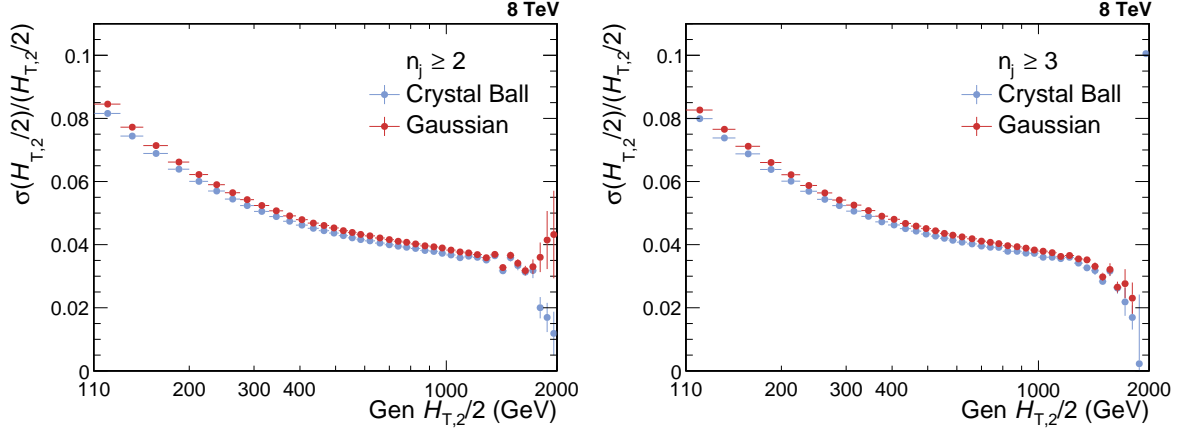 8 TeV
σ(H_T,2/2)/(H_T,2/2)
0.1
0.08
0.06
0.04
0.02
0
n_j ≥ 2
Crystal Ball
Gaussian
110 200 300 400 1000 2000
Gen H_T,2/2 (GeV)
8 TeV
σ(H_T,2/2)/(H_T,2/2)
0.1
0.08
0.06
0.04
0.02
0
n_j ≥ 3
Crystal Ball
Gaussian
110 200 300 400 1000 2000
Gen H_T,2/2 (GeV)